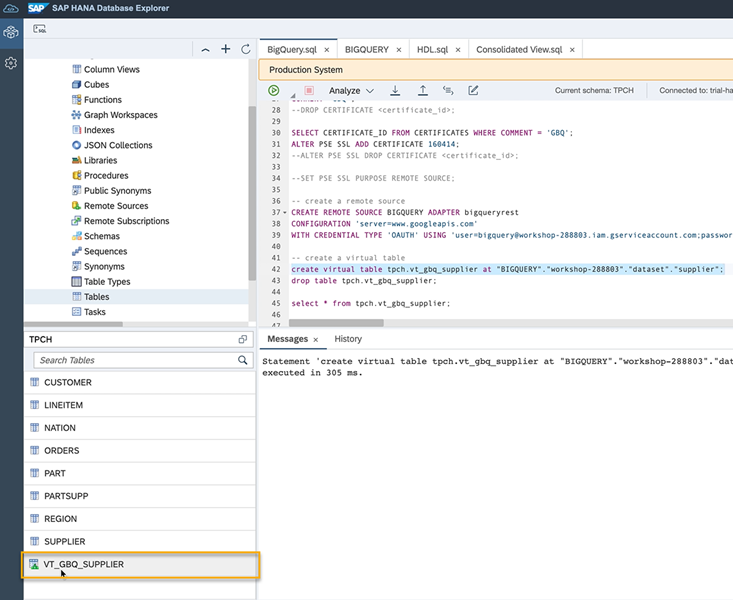 SAP SAP HANA Database Explorer
SQL
Column Views
Cubes
Functions
Graph Workspaces
Indexes
JSON Collections
Libraries
Procedures
Public Synonyms
Remote Sources
Remote Subscriptions
Schemas
Sequences
Synonyms
Table Types
Tables
Tasks
TPCH
Search Tables
CUSTOMER
LINEITEM
NATION
ORDERS
PART
PARTSUPP
REGION
SUPPLIER
VT_GBQ_SUPPLIER
BigQuery.sql × BIGQUERY × HDL.sql × Consolidated View.sql ×
Production System
Analyze Current schema: TPCH Connected to: trial-ha
28 --DROP CERTIFICATE <certificate_id>;
29
30 SELECT CERTIFICATE_ID FROM CERTIFICATES WHERE COMMENT = 'GBQ';
31 ALTER PSE SSL ADD CERTIFICATE 160414;
32 --ALTER PSE SSL DROP CERTIFICATE <certificate_id>;
33
34 --SET PSE SSL PURPOSE REMOTE SOURCE;
35
36 -- create a remote source
37 CREATE REMOTE SOURCE BIGQUERY ADAPTER bigqueryrest
38 CONFIGURATION 'server=www.googleapis.com'
39 WITH CREDENTIAL TYPE 'OAUTH' USING 'user=bigquery@workshop-288803.iam.gserviceaccount.com;passwor
40
41 -- create a virtual table
42 create virtual table tpch.vt_gbq_supplier at "BIGQUERY"."workshop-288803"."dataset"."supplier";
43 drop table tpch.vt_gbq_supplier;
44
45 select * from tpch.vt_gbq_supplier;
46
47
Messages × History
Statement 'create virtual table tpch.vt_gbq_supplier at "BIGQUERY"."workshop-288803"."dat
executed in 305 ms.